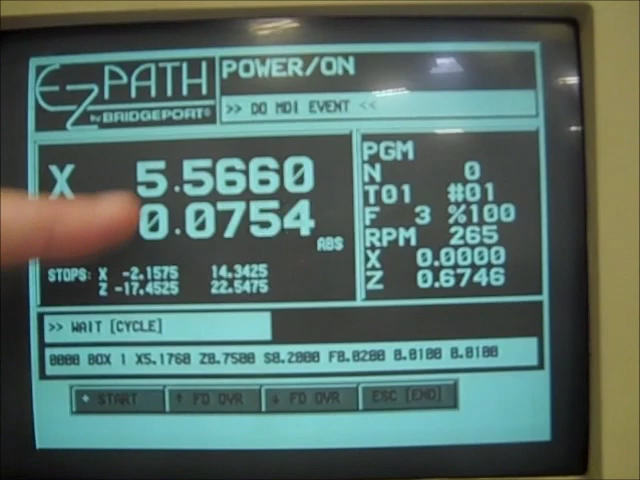 EZPATH
by BRIDGEPORT®
POWER/ON
>> DO MDI EVENT <<
X 5.5660
0.0754
ABS
STOPS: X -2.1575 14.3425
Z -17.4525 22.5475
PGM
N 0
T01 #01
F 3 %100
RPM 265
X 0.0000
Z 0.6746
>> WAIT [CYCLE]
0000 BOX 1 X5.1760 Z0.7500 S0.2000 F0.0200 0.0100 0.0100
START
↑ FD OVR
↓ FD OVR
ESC [END]